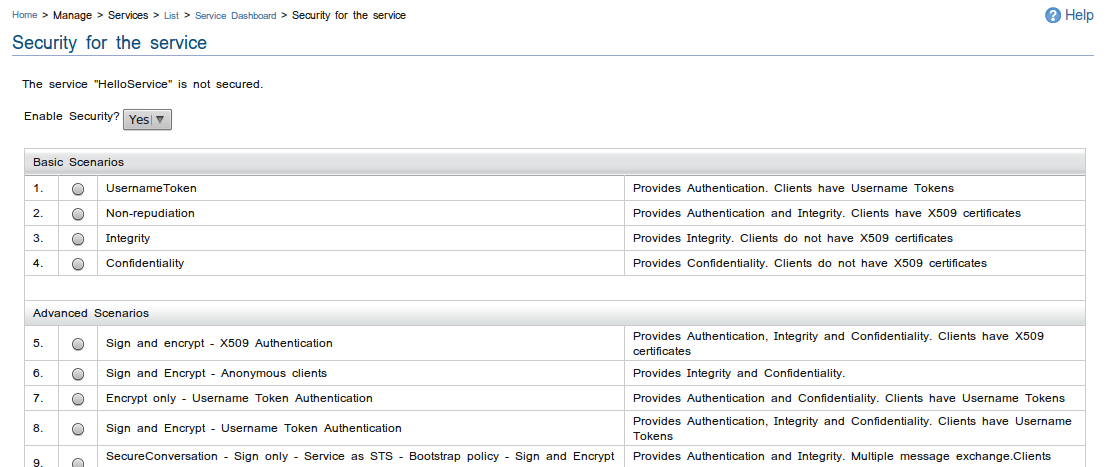 Home > Manage > Services > List > Service Dashboard > Security for the service
Help
Security for the service
The service "HelloService" is not secured.
Enable Security? Yes
Basic Scenarios
1. UsernameToken Provides Authentication. Clients have Username Tokens
2. Non-repudiation Provides Authentication and Integrity. Clients have X509 certificates
3. Integrity Provides Integrity. Clients do not have X509 certificates
4. Confidentiality Provides Confidentiality. Clients do not have X509 certificates
Advanced Scenarios
5. Sign and encrypt - X509 Authentication Provides Authentication, Integrity and Confidentiality. Clients have X509
certificates
6. Sign and Encrypt - Anonymous clients Provides Integrity and Confidentiality.
7. Encrypt only - Username Token Authentication Provides Authentication and Confidentiality. Clients have Username Tokens
8. Sign and Encrypt - Username Token Authentication Provides Authentication, Integrity and Confidentiality. Clients have Username
Tokens
9. SecureConversation - Sign only - Service as STS - Bootstrap policy - Sign and Encrypt Provides Authentication and Integrity. Multiple message exchange.Clients